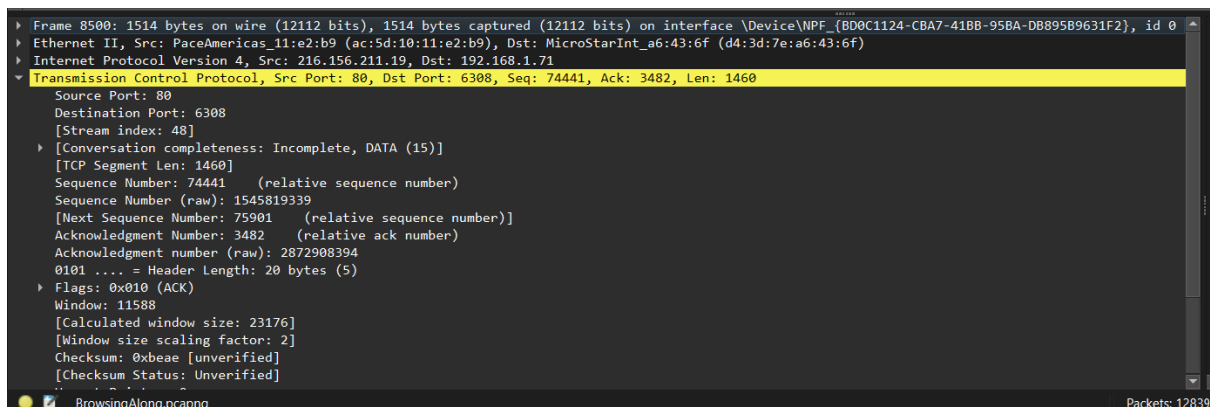 Frame 8500: 1514 bytes on wire (12112 bits), 1514 bytes captured (12112 bits) on interface \Device\NPF_{BD0C1124-CBA7-41BB-95BA-DB895B9631F2}, id 0
Ethernet II, Src: PaceAmericas_11:e2:b9 (ac:5d:10:11:e2:b9), Dst: MicroStarInt_a6:43:6f (d4:3d:7e:a6:43:6f)
Internet Protocol Version 4, Src: 216.156.211.19, Dst: 192.168.1.71
Transmission Control Protocol, Src Port: 80, Dst Port: 6308, Seq: 74441, Ack: 3482, Len: 1460
Source Port: 80
Destination Port: 6308
[Stream index: 48]
[Conversation completeness: Incomplete, DATA (15)]
[TCP Segment Len: 1460]
Sequence Number: 74441    (relative sequence number)
Sequence Number (raw): 1545819339
[Next Sequence Number: 75901    (relative sequence number)]
Acknowledgment Number: 3482    (relative ack number)
Acknowledgment number (raw): 2872908394
0101 .... = Header Length: 20 bytes (5)
Flags: 0x010 (ACK)
Window: 11588
[Calculated window size: 23176]
[Window size scaling factor: 2]
Checksum: 0xbeae [unverified]
[Checksum Status: Unverified]
BrowsingAlong.pcapng
Packets: 12839